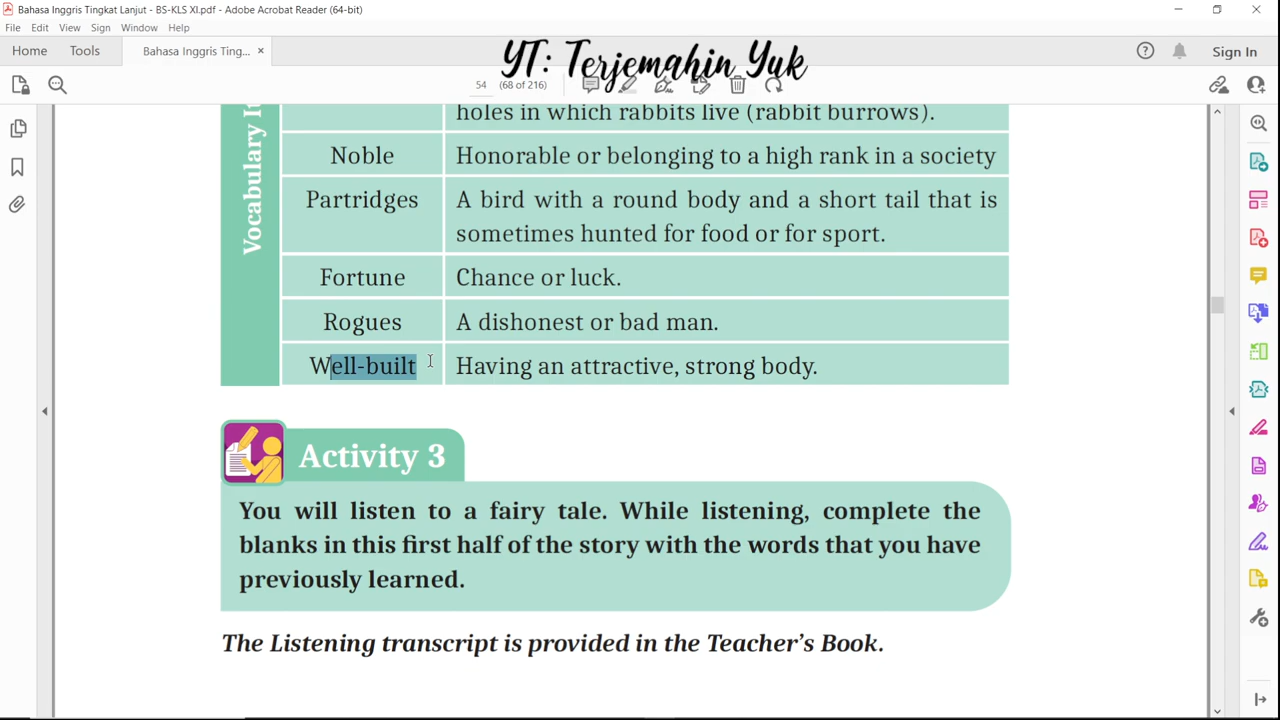 Bahasa Inggris Tingkat Lanjut - BS-KLS XI.pdf - Adobe Acrobat Reader (64-bit)
File Edit View Sign Window Help
Home Tools Bahasa Inggris Ting... × Sign In
YT: Terjemahin Yuk
54 (68 of 216)
Vocabulary It
holes in which rabbits live (rabbit burrows).
Noble Honorable or belonging to a high rank in a society
Partridges A bird with a round body and a short tail that is
sometimes hunted for food or for sport.
Fortune Chance or luck.
Rogues A dishonest or bad man.
Well-built Having an attractive, strong body.
Activity 3
You will listen to a fairy tale. While listening, complete the
blanks in this first half of the story with the words that you have
previously learned.
The Listening transcript is provided in the Teacher's Book.